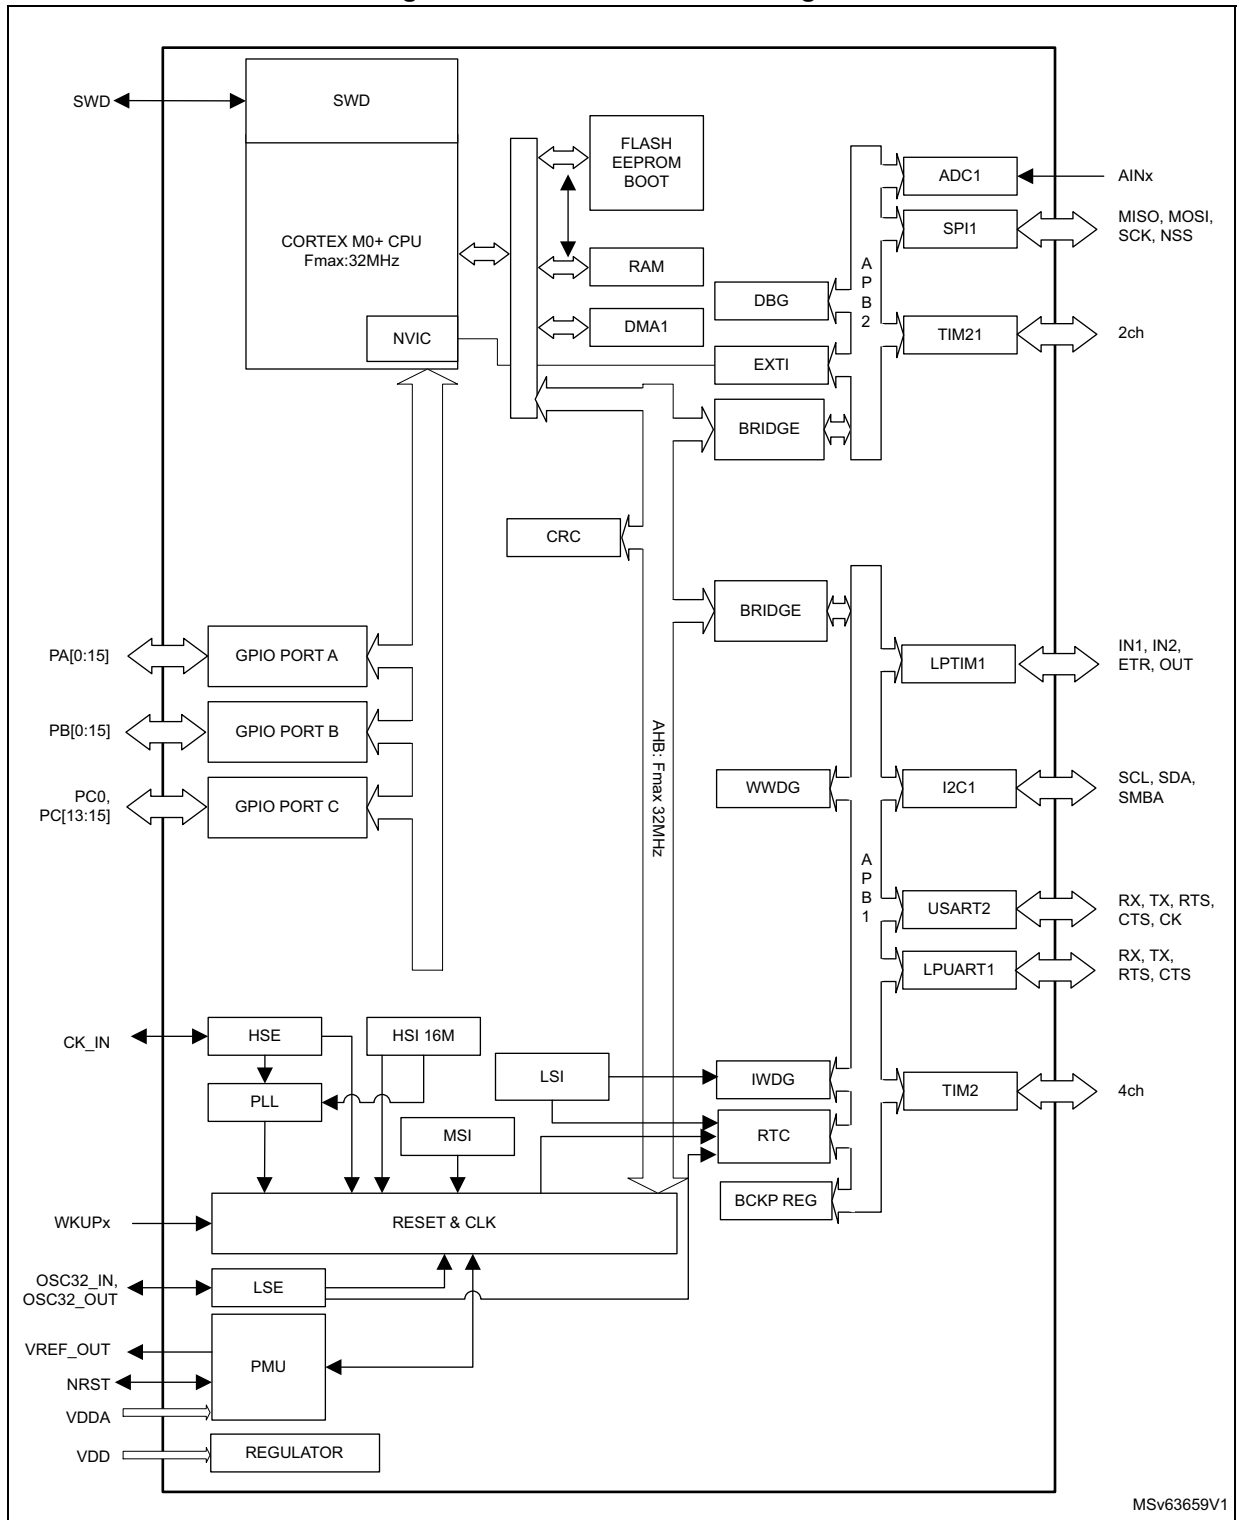 SWD
SWD
FLASH
EEPROM
BOOT
ADC1
AINx
CORTEX M0+ CPU
Fmax:32MHz
SPI1
MISO, MOSI,
SCK, NSS
RAM
A
P
B
2
DBG
DMA1
NVIC
TIM21
2ch
EXTI
BRIDGE
CRC
BRIDGE
PA[0:15]
GPIO PORT A
LPTIM1
IN1, IN2,
ETR, OUT
PB[0:15]
GPIO PORT B
AHB: Fmax 32MHz
PC0,
PC[13:15]
GPIO PORT C
WWDG
I2C1
SCL, SDA,
SMBA
A
P
B
1
USART2
RX, TX, RTS,
CTS, CK
LPUART1
RX, TX,
RTS, CTS
CK_IN
HSE
HSI 16M
LSI
IWDG
TIM2
4ch
PLL
MSI
RTC
BCKP REG
WKUPx
RESET & CLK
OSC32_IN,
OSC32_OUT
LSE
VREF_OUT
PMU
NRST
VDDA
VDD
REGULATOR
MSv63659V1